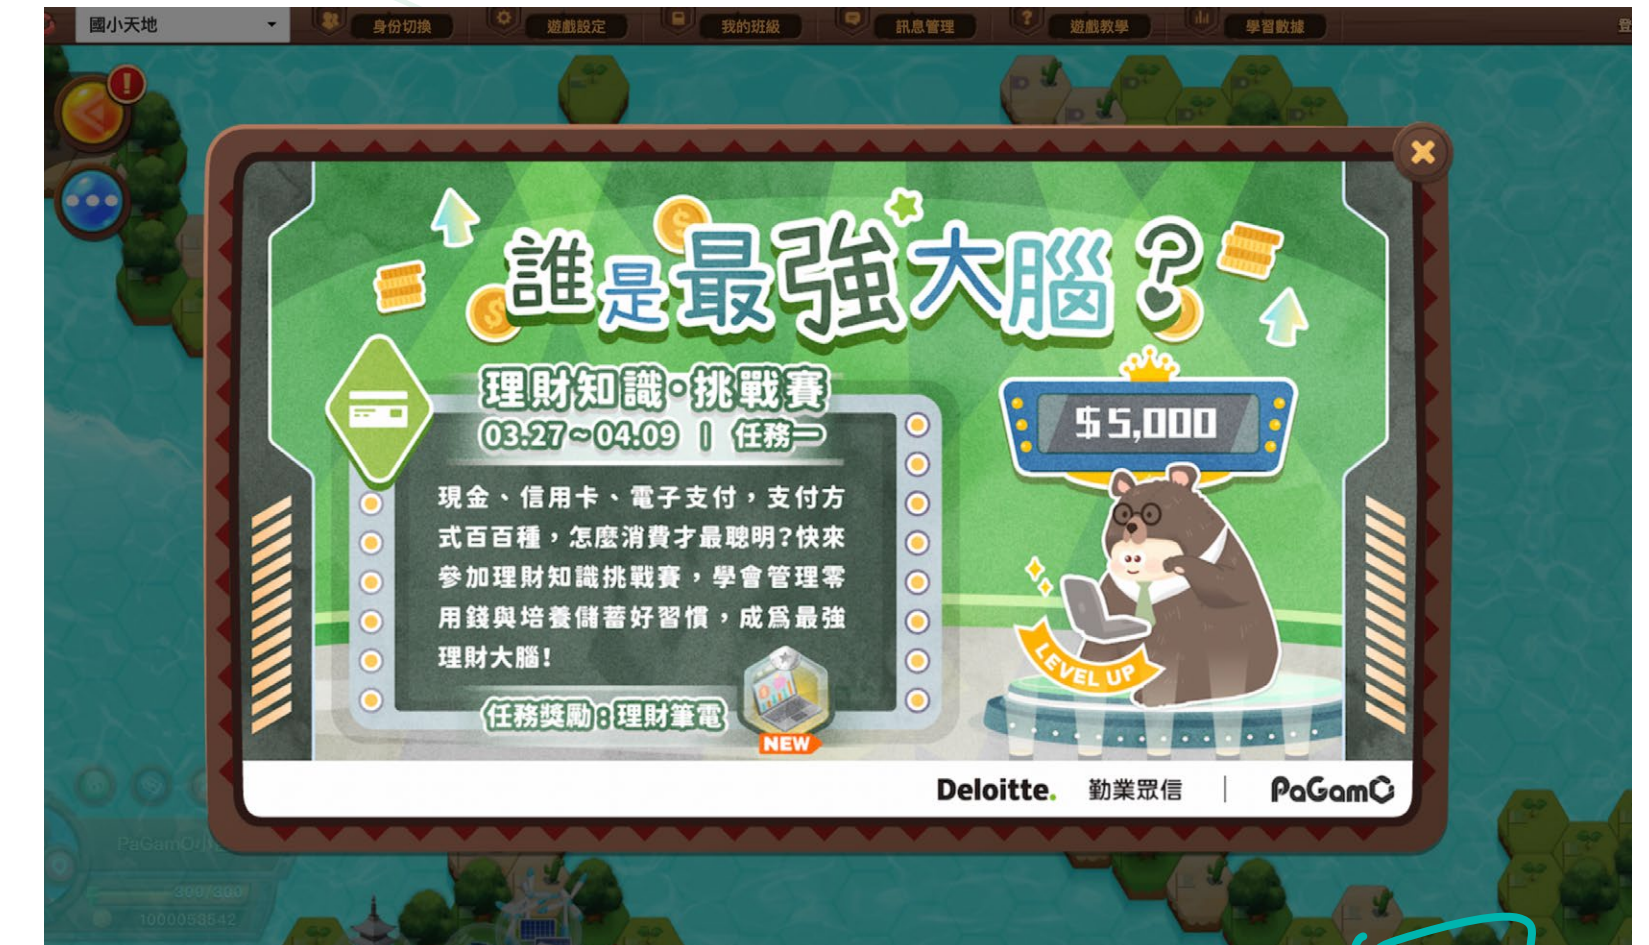 國小天地
身份切換
遊戲設定
我的班級
訊息管理
遊戲教學
學習數據
登
誰是最強大腦?
理財知識・挑戰賽
03.27~04.09 | 任務一
$5,000
現金、信用卡、電子支付,支付方
式百百種,怎麼消費才最聰明?快來
參加理財知識挑戰賽,學會管理零
用錢與培養儲蓄好習慣,成為最強
理財大腦!
任務獎勵:理財筆電
NEW
LEVEL UP
Deloitte. 勤業眾信 | PaGamO
300/300
1000053542